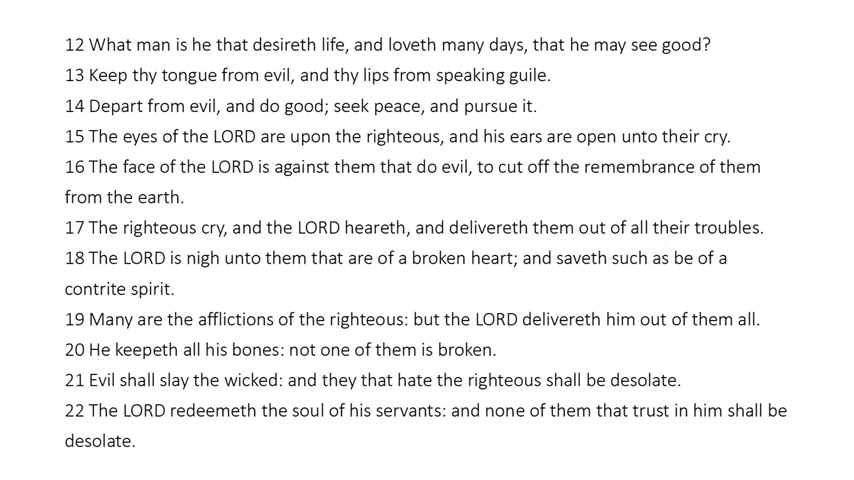 12 What man is he that desireth life, and loveth many days, that he may see good?
13 Keep thy tongue from evil, and thy lips from speaking guile.
14 Depart from evil, and do good; seek peace, and pursue it.
15 The eyes of the LORD are upon the righteous, and his ears are open unto their cry.
16 The face of the LORD is against them that do evil, to cut off the remembrance of them
from the earth.
17 The righteous cry, and the LORD heareth, and delivereth them out of all their troubles.
18 The LORD is nigh unto them that are of a broken heart; and saveth such as be of a
contrite spirit.
19 Many are the afflictions of the righteous: but the LORD delivereth him out of them all.
20 He keepeth all his bones: not one of them is broken.
21 Evil shall slay the wicked: and they that hate the righteous shall be desolate.
22 The LORD redeemeth the soul of his servants: and none of them that trust in him shall be
desolate.